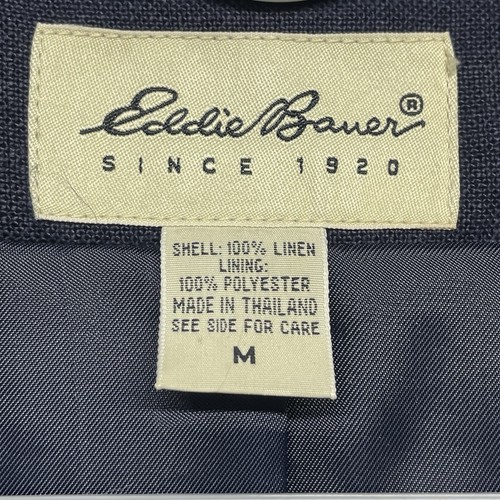 Eddie Bauer®
SINCE 1920
SHELL: 100% LINEN
LINING:
100% POLYESTER
MADE IN THAILAND
SEE SIDE FOR CARE
M